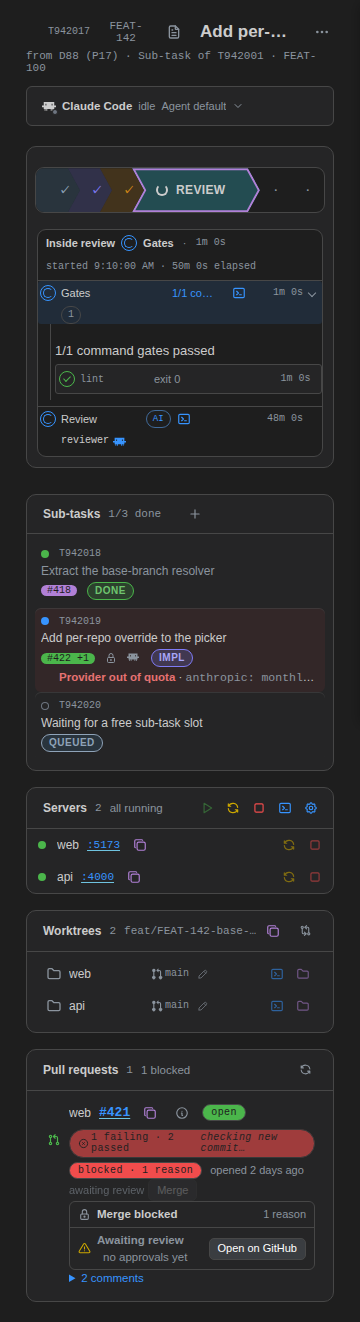 T942017 FEAT-142 Add per-… ···
from D88 (P17) · Sub-task of T942001 · FEAT-
100
Claude Code idle Agent default
REVIEW
Inside review Gates · 1m 0s
started 9:10:00 AM · 50m 0s elapsed
Gates 1/1 co… 1m 0s
1
1/1 command gates passed
lint exit 0 1m 0s
Review AI 48m 0s
reviewer
Sub-tasks 1/3 done
T942018
Extract the base-branch resolver
#418 DONE
T942019
Add per-repo override to the picker
#422 +1 IMPL
Provider out of quota · anthropic: monthl…
T942020
Waiting for a free sub-task slot
QUEUED
Servers 2 all running
web :5173
api :4000
Worktrees 2 feat/FEAT-142-base-…
web main
api main
Pull requests 1 1 blocked
web #421 open
1 failing · 2 passed checking new commit…
blocked · 1 reason opened 2 days ago
awaiting review Merge
Merge blocked 1 reason
Awaiting review
no approvals yet
Open on GitHub
2 comments